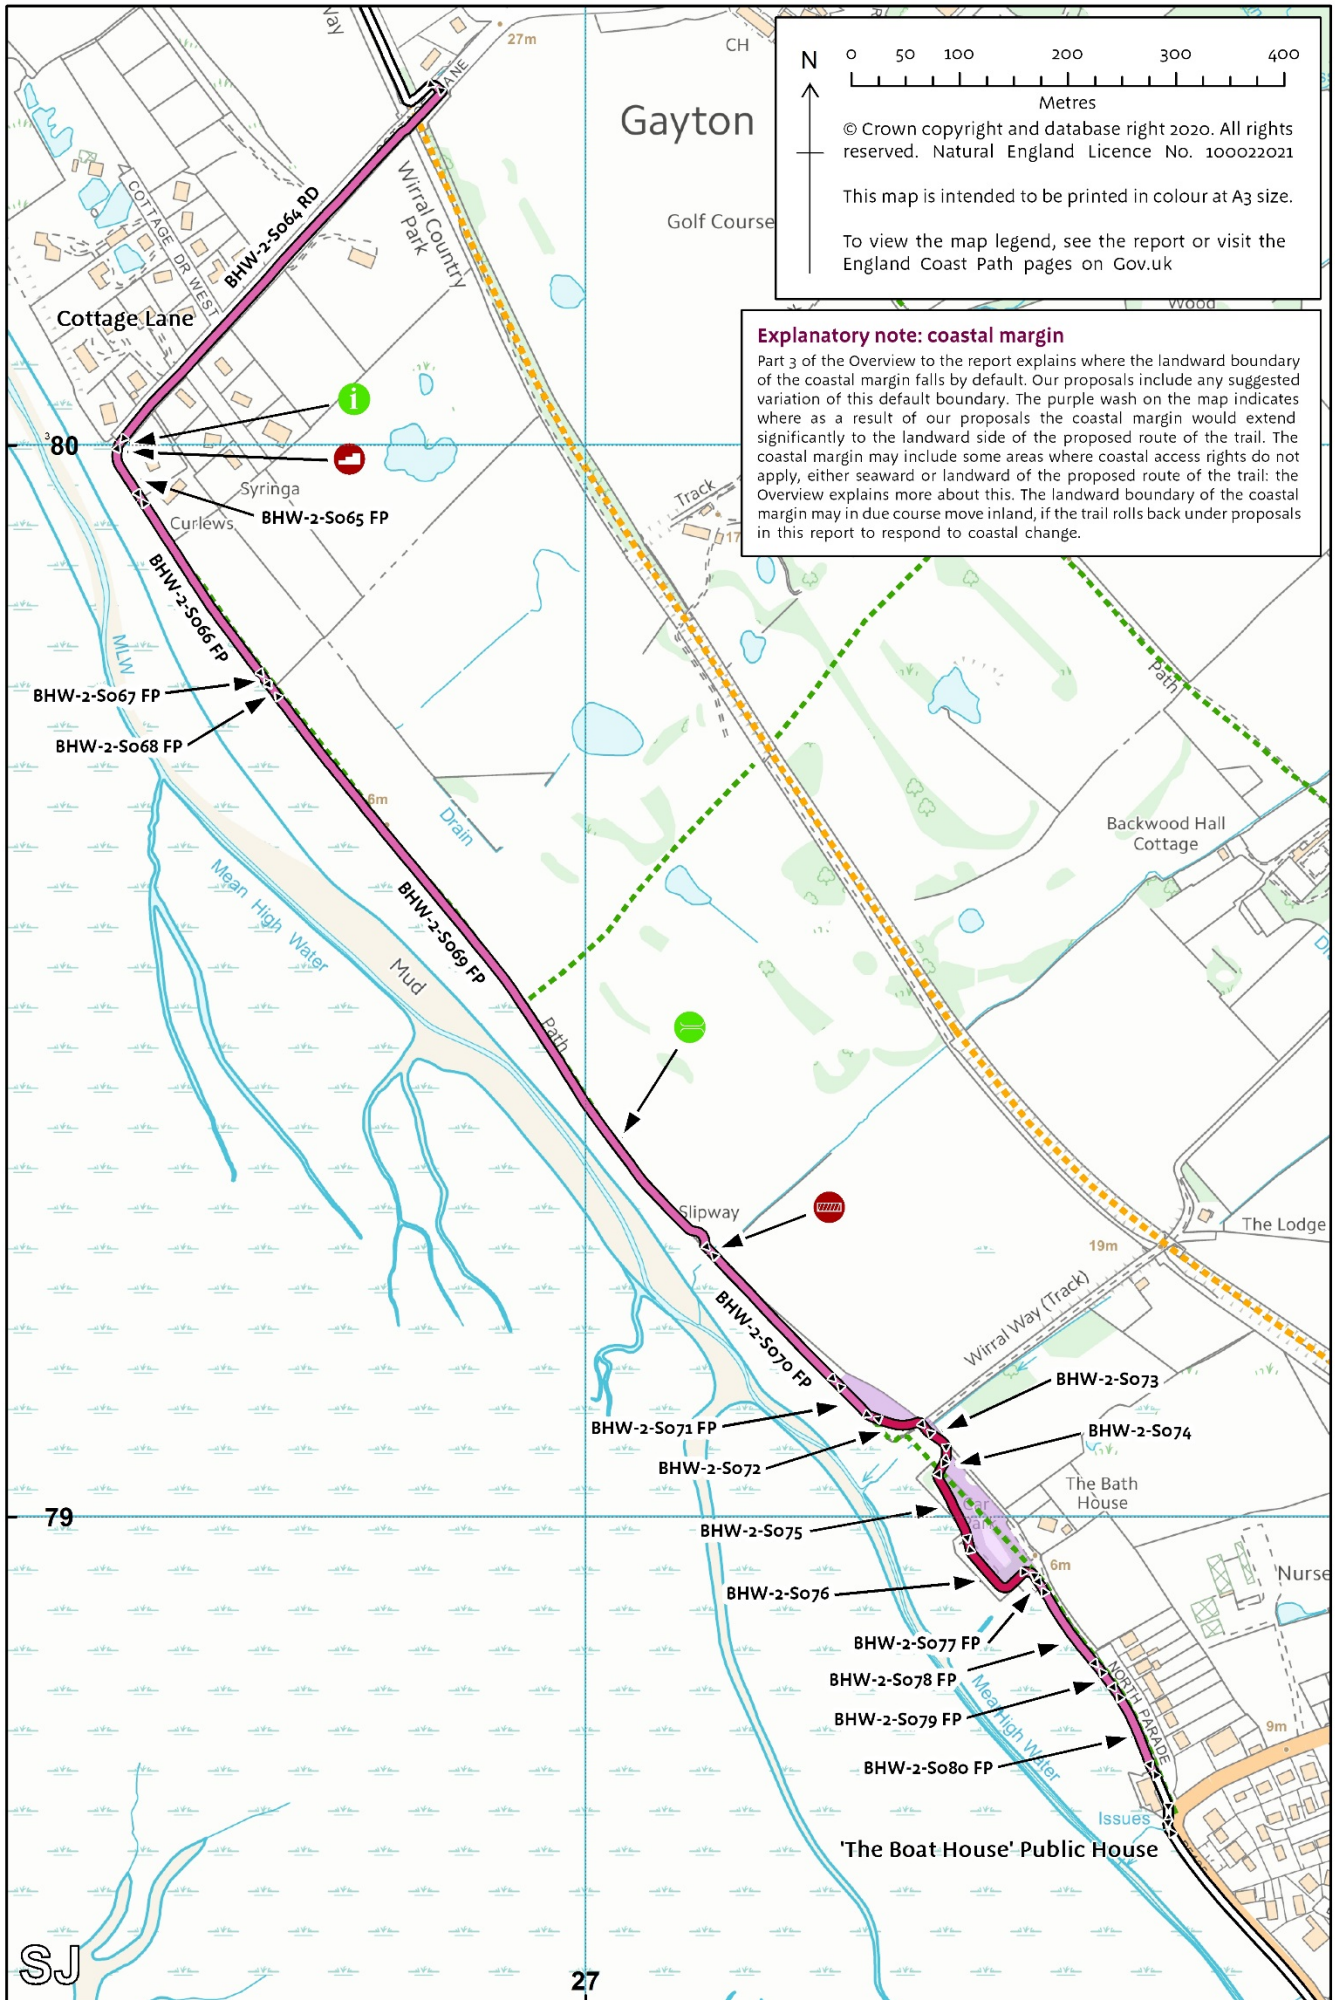 27m
CH
Gayton
Golf Course
N
0 50 100 200 300 400
Metres
© Crown copyright and database right 2020. All rights
reserved. Natural England Licence No. 100022021
This map is intended to be printed in colour at A3 size.
To view the map legend, see the report or visit the
England Coast Path pages on Gov.uk
Wood
Explanatory note: coastal margin
Part 3 of the Overview to the report explains where the landward boundary
of the coastal margin falls by default. Our proposals include any suggested
variation of this default boundary. The purple wash on the map indicates
where as a result of our proposals the coastal margin would extend
significantly to the landward side of the proposed route of the trail. The
coastal margin may include some areas where coastal access rights do not
apply, either seaward or landward of the proposed route of the trail: the
Overview explains more about this. The landward boundary of the coastal
margin may in due course move inland, if the trail rolls back under proposals
in this report to respond to coastal change.
Wirral Country
Park
COTTAGE DR WEST
BHW-2-S064 RD
Cottage Lane
i
³80
Syringa
Curlews
BHW-2-S065 FP
Track
17
BHW-2-S066 FP
MLW
BHW-2-S067 FP
BHW-2-S068 FP
Path
6m
Drain
Backwood Hall
Cottage
Mean High Water
BHW-2-S069 FP
Mud
Path
Slipway
The Lodge
19m
Wirral Way (Track)
BHW-2-S070 FP
BHW-2-S073
BHW-2-S071 FP
BHW-2-S074
BHW-2-S072
The Bath
House
Car
Park
79
BHW-2-S075
6m
Nurse
BHW-2-S076
BHW-2-S077 FP
BHW-2-S078 FP
NORTH PARADE
BHW-2-S079 FP
Mean High Water
9m
BHW-2-S080 FP
Issues
'The Boat House' Public House
SJ
27